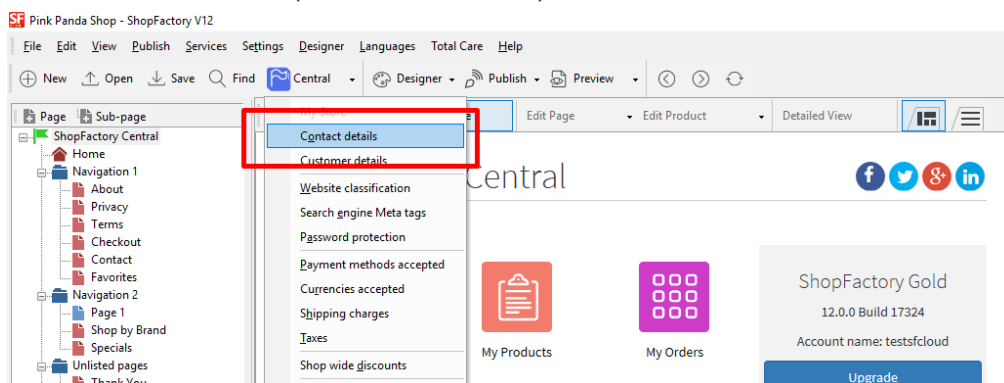 SF Pink Panda Shop - ShopFactory V12
File Edit View Publish Services Settings Designer Languages Total Care Help
New Open Save Find Central Designer Publish Preview
Page Sub-page My Store Edit Page Edit Product Detailed View
ShopFactory Central
Contact details
Home
Customer details
Navigation 1
Central
f 8+ in
Website classification
About
Privacy
Search engine Meta tags
Terms
Password protection
Checkout
Contact
Payment methods accepted
Favorites
ShopFactory Gold
Navigation 2
Currencies accepted
Page 1
Shipping charges
12.0.0 Build 17324
Shop by Brand
Taxes
Account name: testsfcloud
Specials
My Products
My Orders
Unlisted pages
Shop wide discounts
Thank You
Upgrade